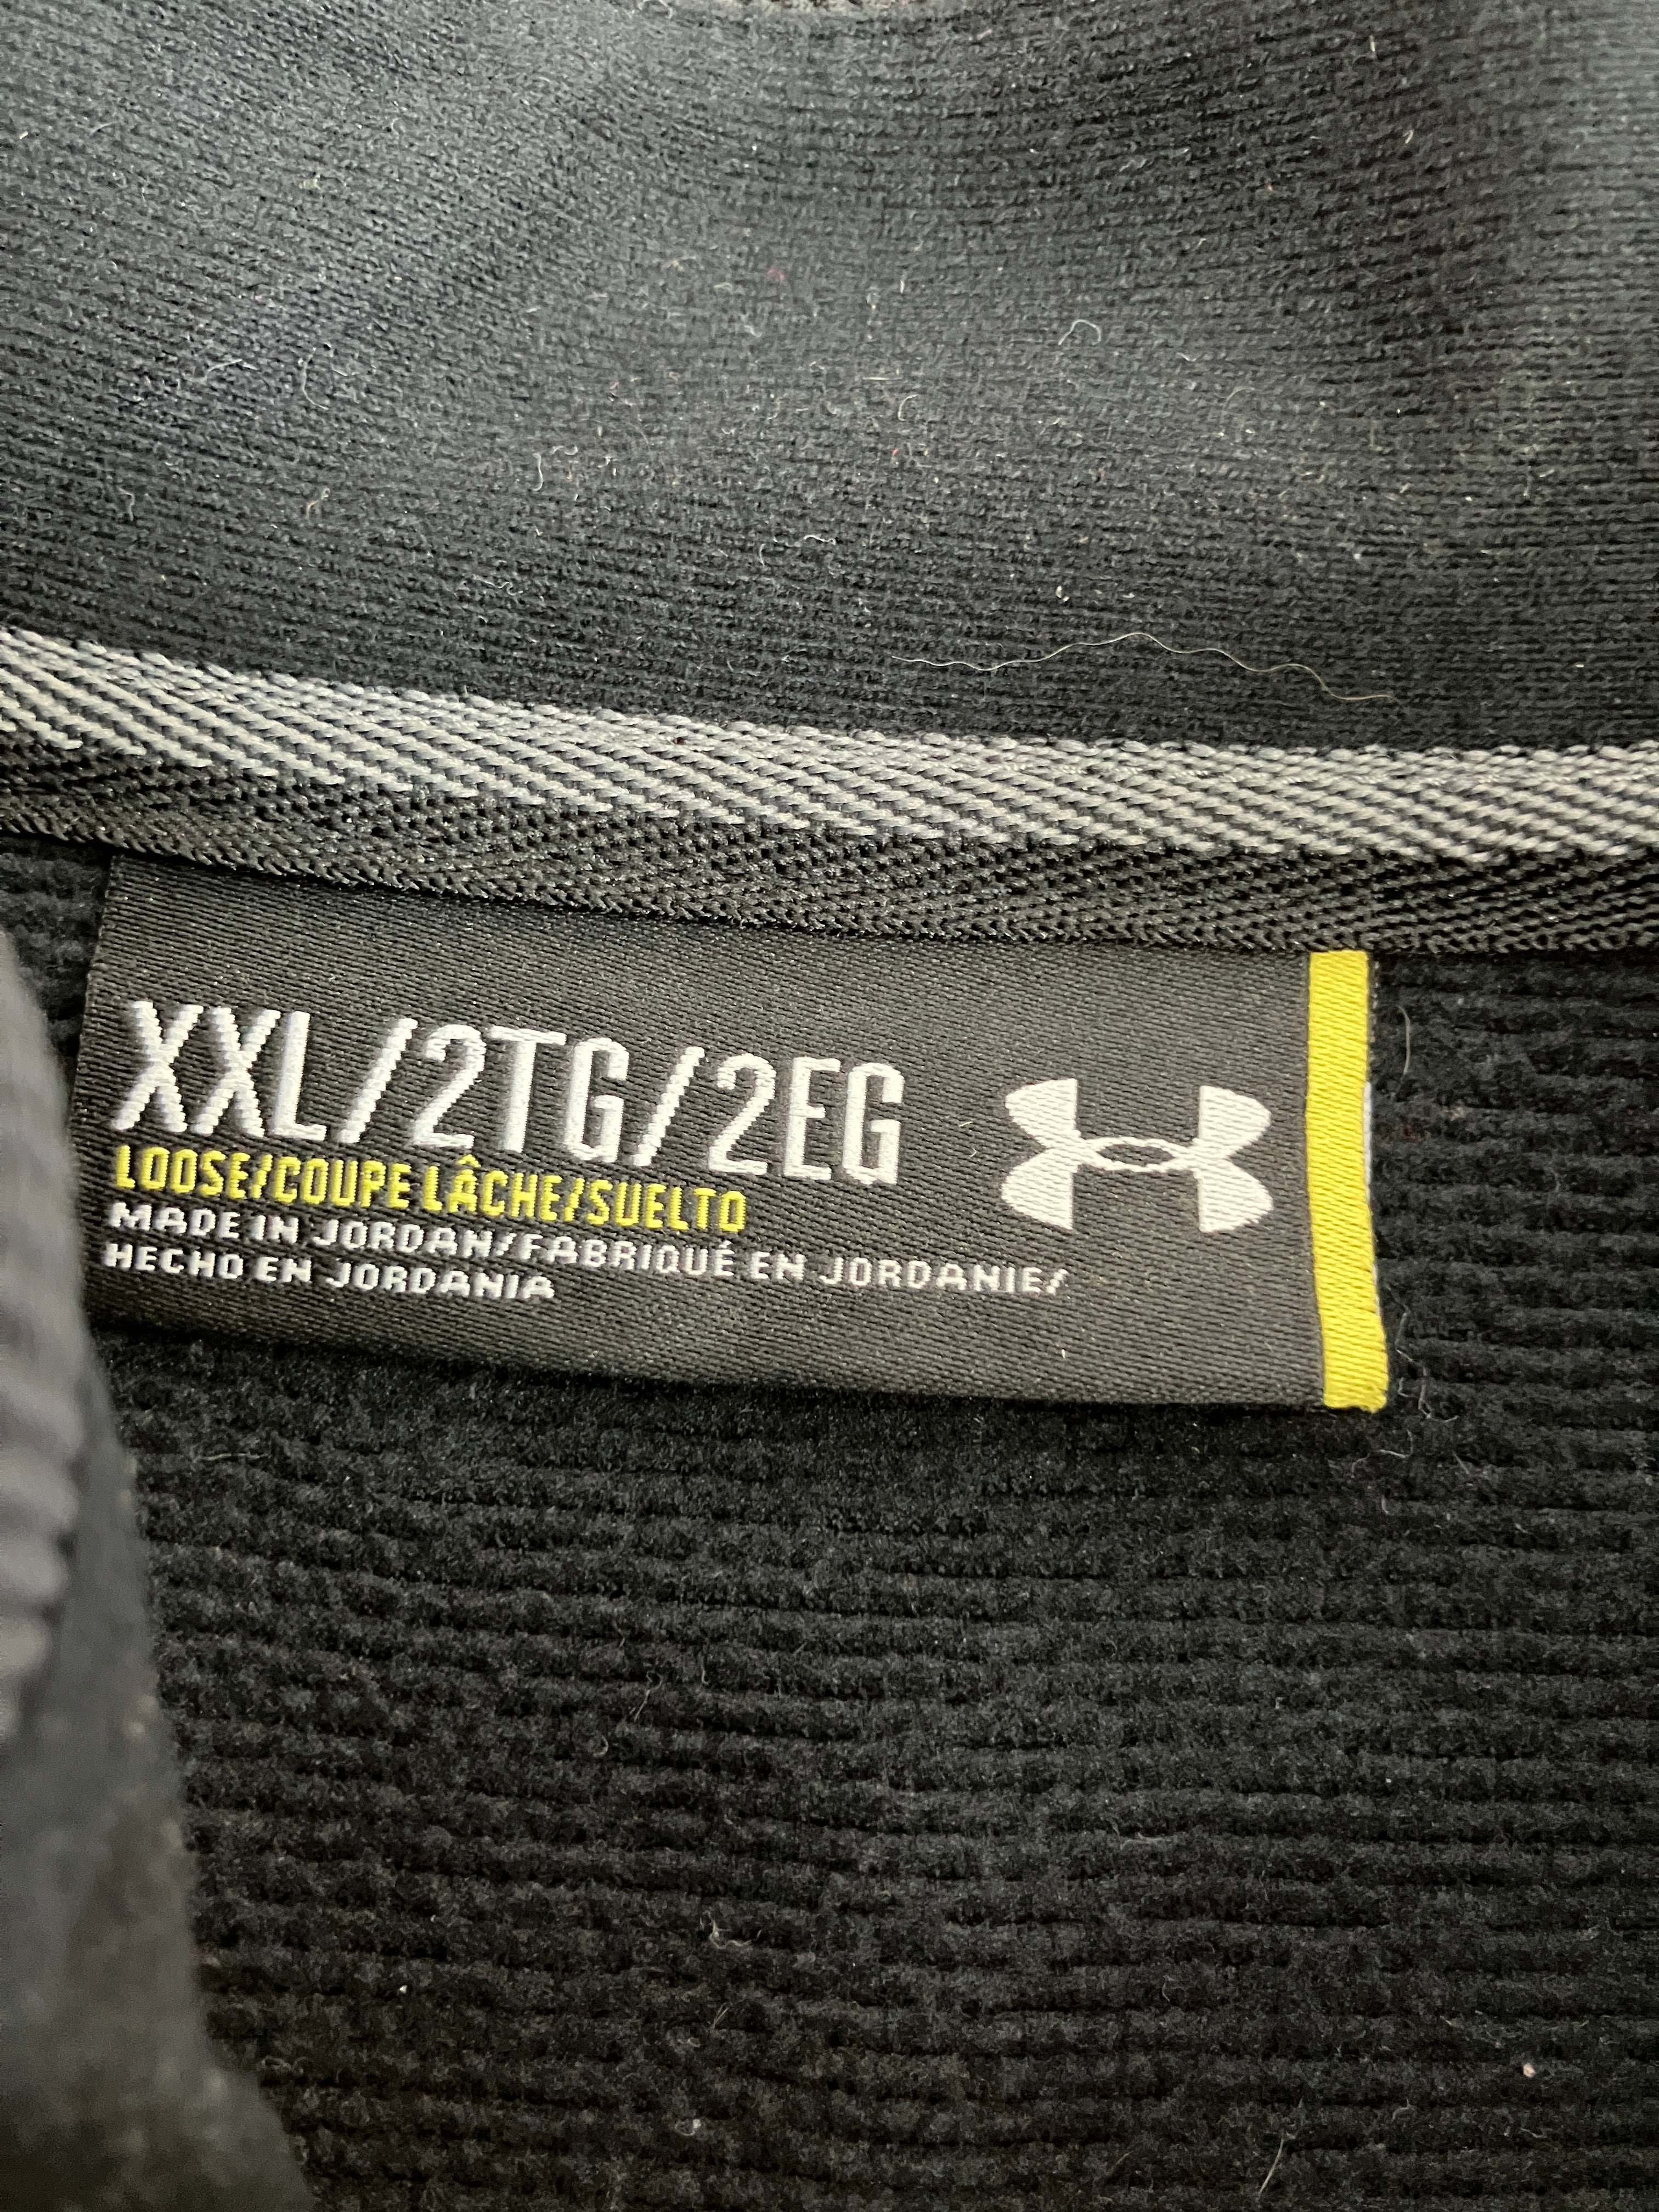 XXL/2TG/2EG
LOOSE/COUPE LÂCHE/SUELTO
MADE IN JORDAN/FABRIQUÉ EN JORDANIE/
HECHO EN JORDANIA